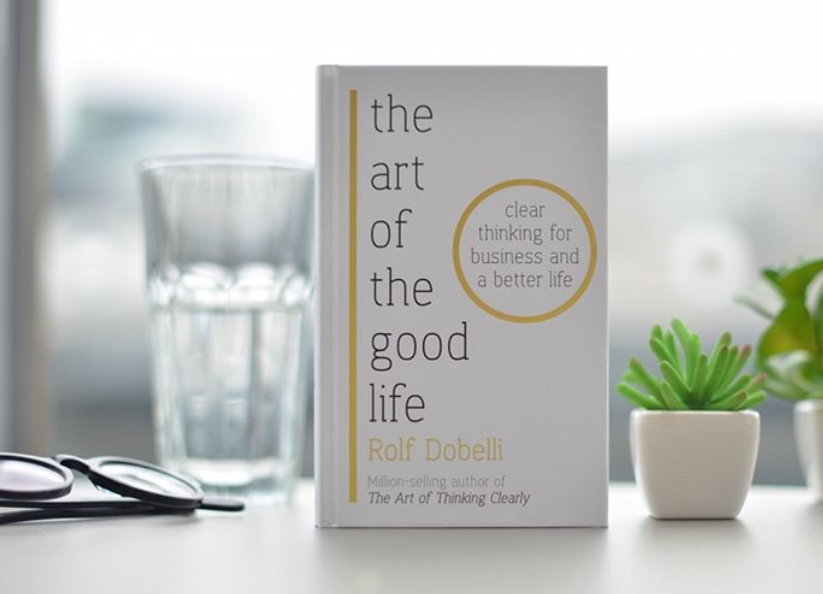 the
art
of
the
good
life
clear
thinking for
business and
a better life
Rolf Dobelli
Million-selling author of
The Art of Thinking Clearly